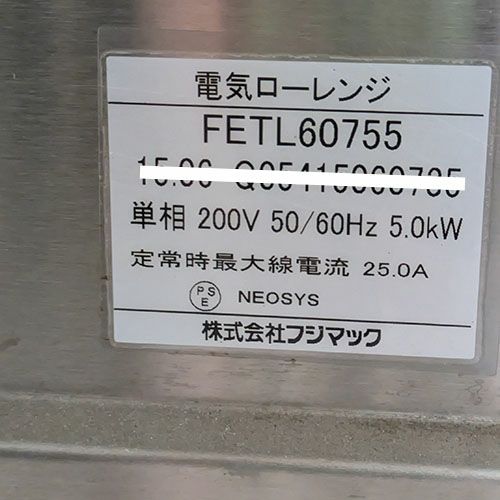 電気ローレンジ
FETL60755
単相 200V 50/60Hz 5.0kW
定常時最大線電流 25.0A
PSE NEOSYS
株式会社フジマック